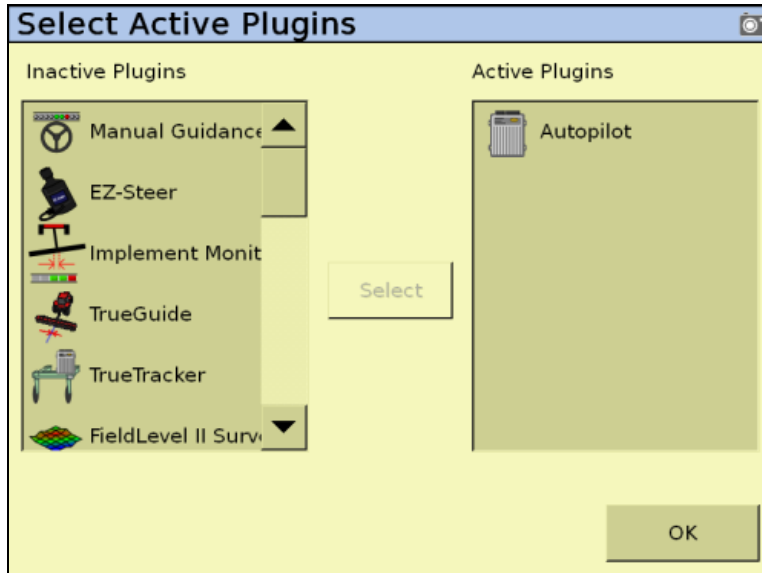 Select Active Plugins
Inactive Plugins
Active Plugins
Manual Guidance
EZ-Steer
Implement Monit
TrueGuide
TrueTracker
FieldLevel II Surv
Autopilot
Select
OK